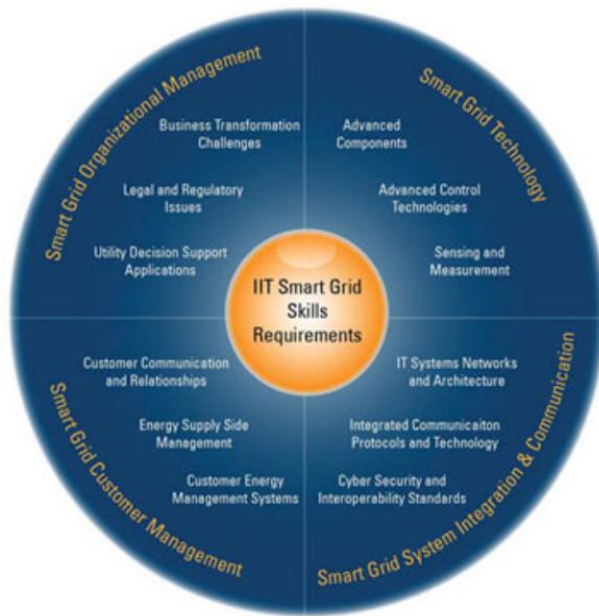 Smart Grid Organizational Management
Business Transformation
Challenges
Legal and Regulatory
Issues
Utility Decision Support
Applications
Smart Grid Technology
Advanced
Components
Advanced Control
Technologies
Sensing and
Measurement
IIT Smart Grid
Skills
Requirements
Smart Grid Customer Management
Customer Communication
and Relationships
Energy Supply Side
Management
Customer Energy
Management Systems
Smart Grid System Integration & Communication
IT Systems Networks
and Architecture
Integrated Communicaiton
Protocols and Technology
Cyber Security and
Interoperability Standards